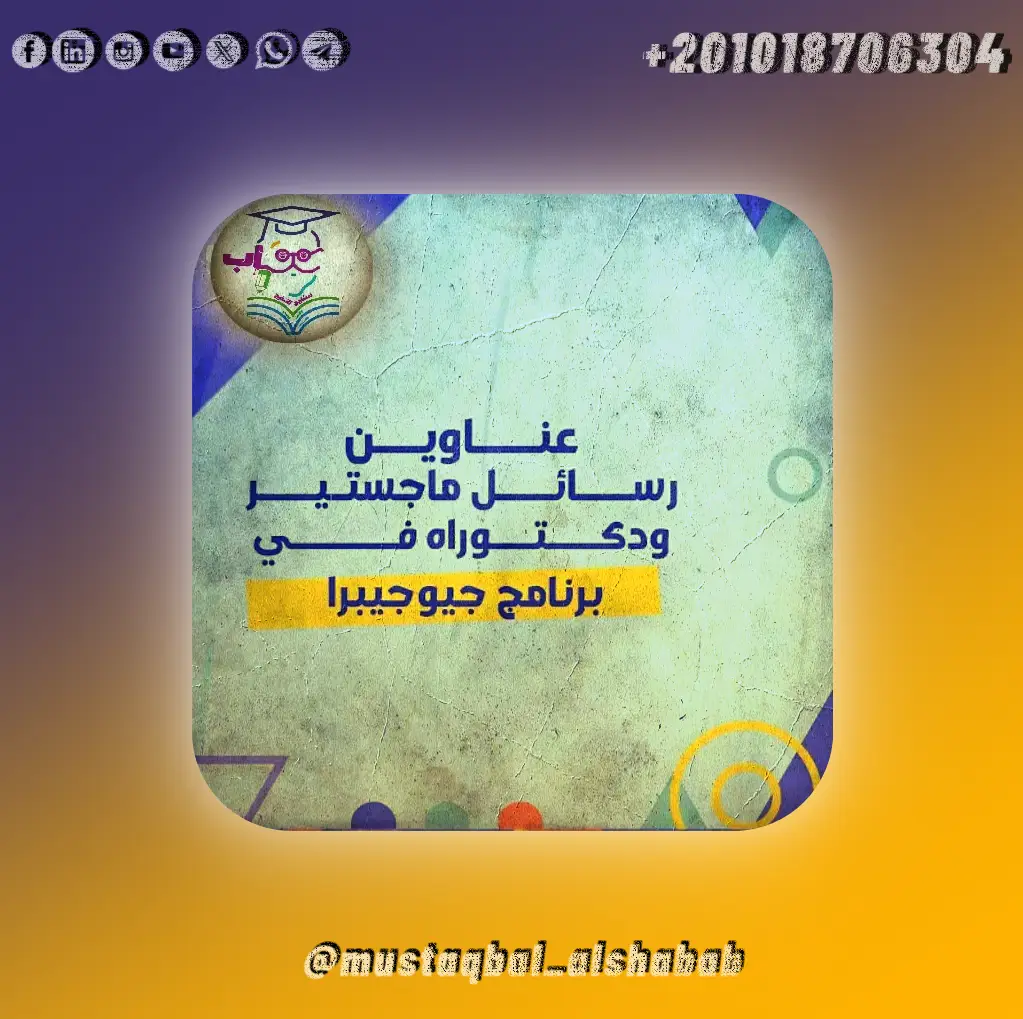 +201018706304
عناوين
رسائل ماجستير
ودكتوراه في
برنامج جيوجيبرا
@mustaqbal_alshabab